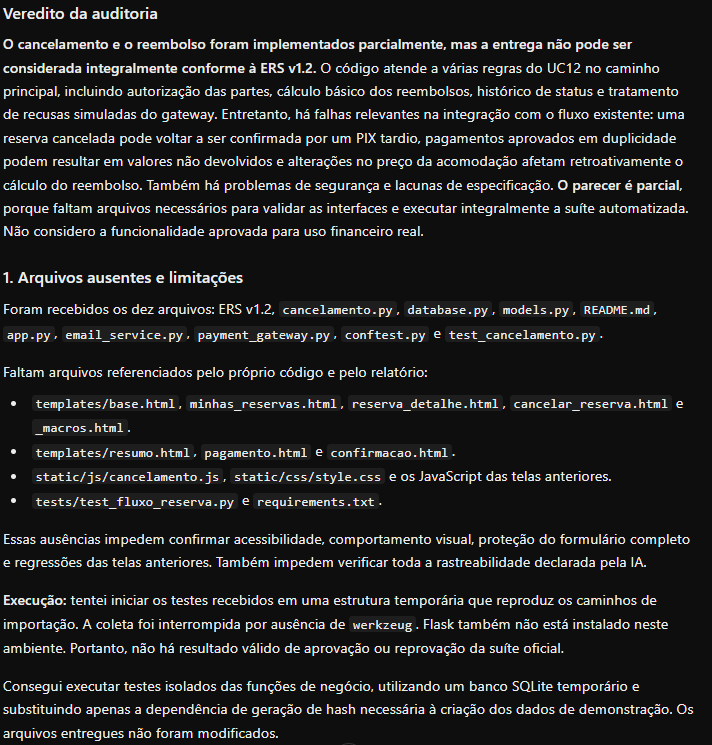 Veredito da auditoria
O cancelamento e o reembolso foram implementados parcialmente, mas a entrega não pode ser
considerada integralmente conforme à ERS v1.2. O código atende a várias regras do UC12 no caminho
principal, incluindo autorização das partes, cálculo básico dos reembolsos, histórico de status e tratamento
de recusas simuladas do gateway. Entretanto, há falhas relevantes na integração com o fluxo existente: uma
reserva cancelada pode voltar a ser confirmada por um PIX tardio, pagamentos aprovados em duplicidade
podem resultar em valores não devolvidos e alterações no preço da acomodação afetam retroativamente o
cálculo do reembolso. Também há problemas de segurança e lacunas de especificação. O parecer é parcial,
porque faltam arquivos necessários para validar as interfaces e executar integralmente a suíte automatizada.
Não considero a funcionalidade aprovada para uso financeiro real.
1. Arquivos ausentes e limitações
Foram recebidos os dez arquivos: ERS v1.2, cancelamento.py, database.py, models.py, README.md,
app.py, email_service.py, payment_gateway.py, conftest.py e test_cancelamento.py.
Faltam arquivos referenciados pelo próprio código e pelo relatório:
• templates/base.html, minhas_reservas.html, reserva_detalhe.html, cancelar_reserva.html e
_macros.html.
• templates/resumo.html, pagamento.html e confirmacao.html.
• static/js/cancelamento.js, static/css/style.css e os JavaScript das telas anteriores.
• tests/test_fluxo_reserva.py e requirements.txt.
Essas ausências impedem confirmar acessibilidade, comportamento visual, proteção do formulário completo
e regressões das telas anteriores. Também impedem verificar toda a rastreabilidade declarada pela IA.
Execução: tentei iniciar os testes recebidos em uma estrutura temporária que reproduz os caminhos de
importação. A coleta foi interrompida por ausência de werkzeug. Flask também não está instalado neste
ambiente. Portanto, não há resultado válido de aprovação ou reprovação da suíte oficial.
Consegui executar testes isolados das funções de negócio, utilizando um banco SQLite temporário e
substituindo apenas a dependência de geração de hash necessária à criação dos dados de demonstração. Os
arquivos entregues não foram modificados.